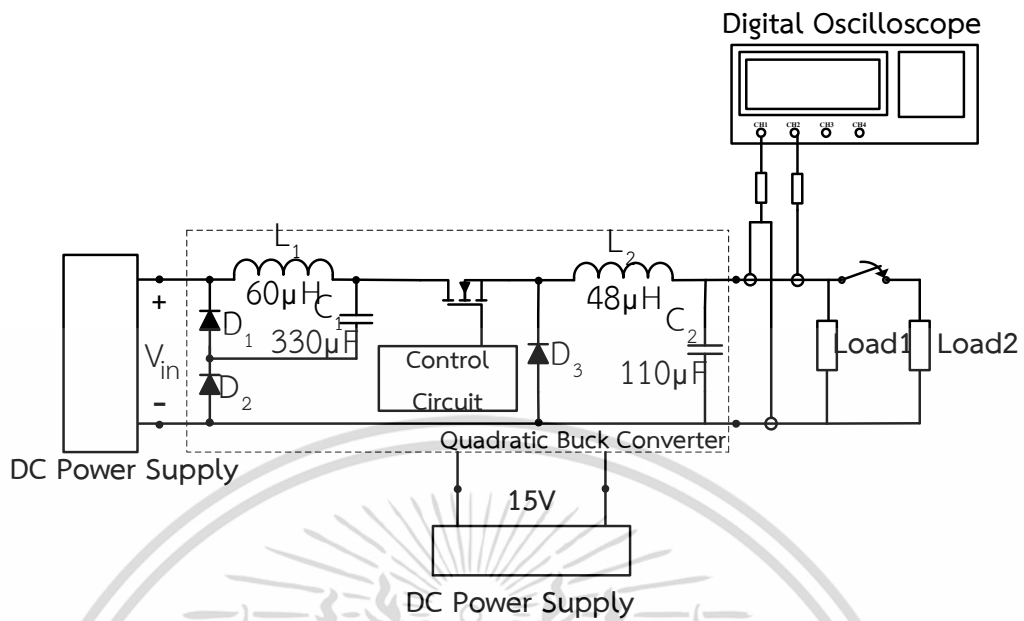 Digital Oscilloscope
CH1 CH2 CH3 CH4
L1
L2
60μH
48μH
+
C1
330μF
D1
Vin
D2
-
Control
Circuit
D3
C2
110μF
Load1
Load2
Quadratic Buck Converter
DC Power Supply
15V
DC Power Supply